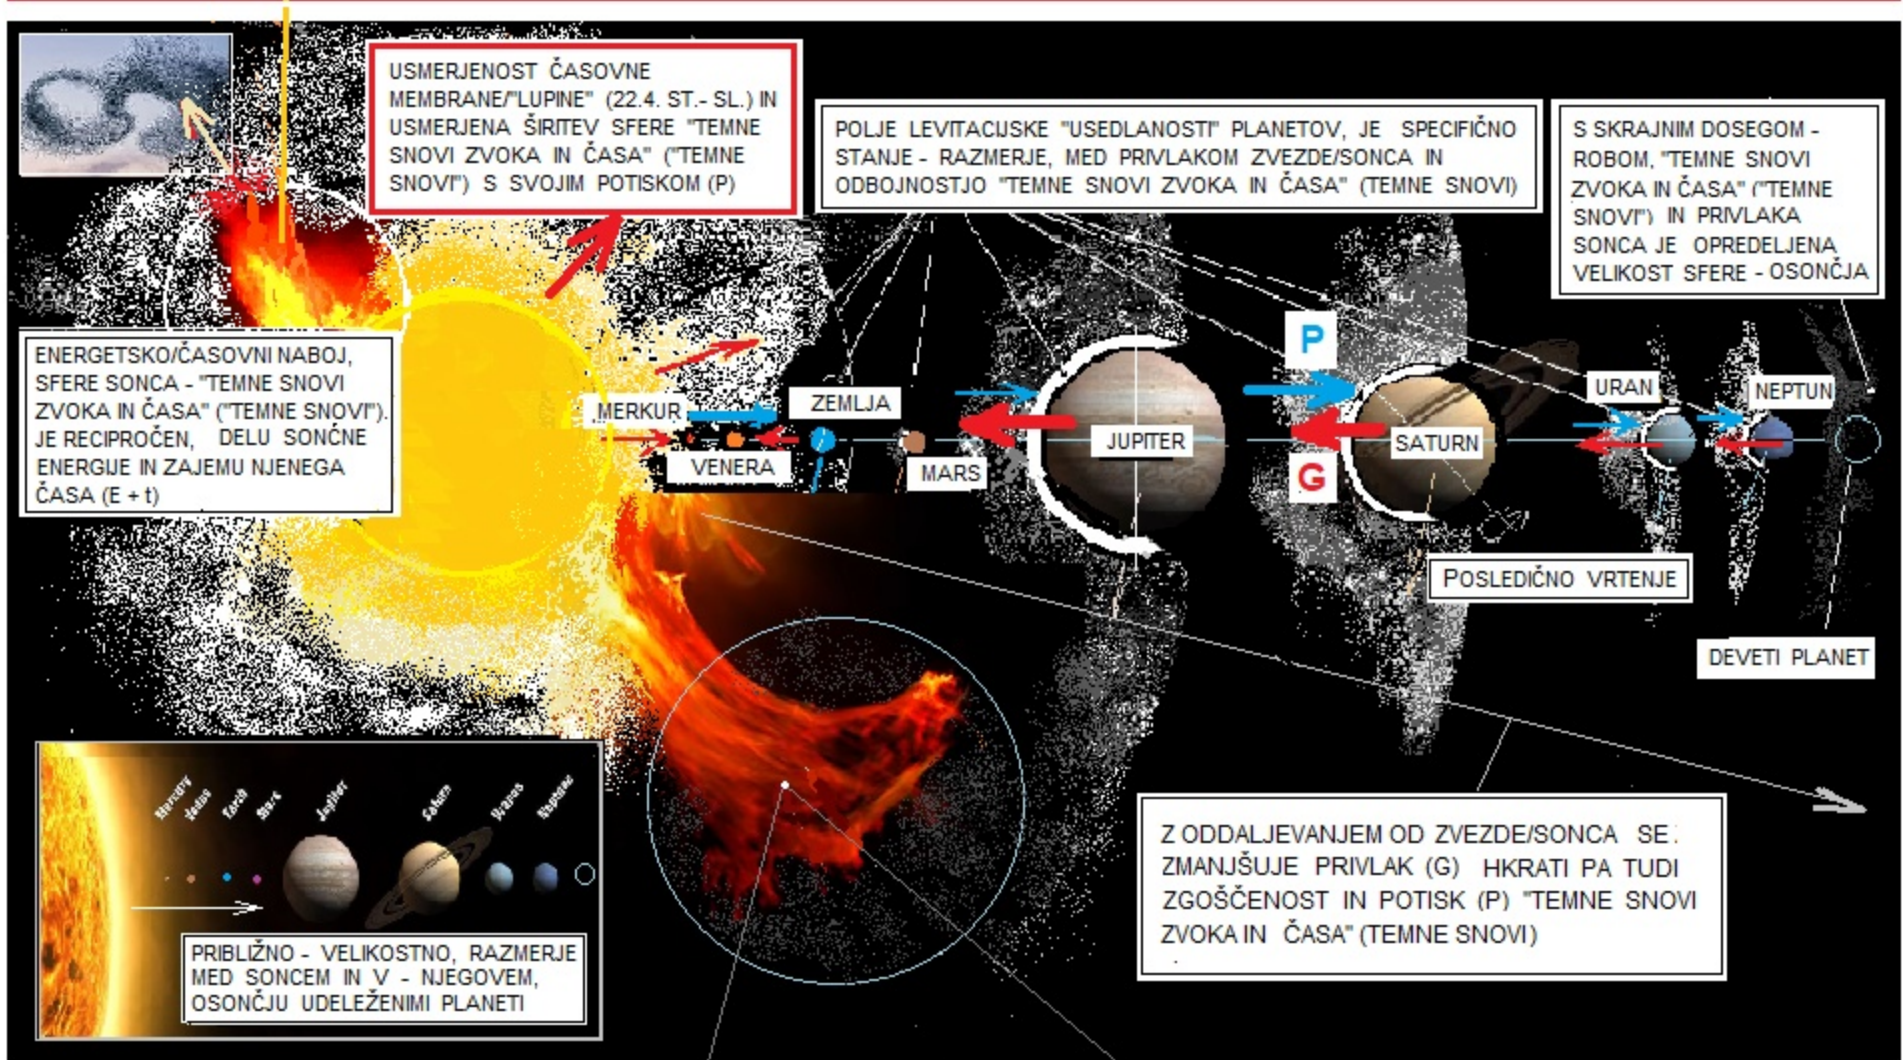 USMERJENOST ČASOVNE
MEMBRANE/"LUPINE" (22.4. ST.- SL.) IN
USMERJENA ŠIRITEV SFERE "TEMNE
SNOVI ZVOKA IN ČASA" ("TEMNE
SNOVI") S SVOJIM POTISKOM (P)
POLJE LEVITACIJSKE "USEDLANOSTI" PLANETOV, JE SPECIFIČNO
STANJE - RAZMERJE, MED PRIVLAKOM ZVEZDE/SONCA IN
ODBOJNOSTJO "TEMNE SNOVI ZVOKA IN ČASA" (TEMNE SNOVI)
S SKRAJNIM DOSEGOM -
ROBOM, "TEMNE SNOVI
ZVOKA IN ČASA" ("TEMNE
SNOVI") IN PRIVLAKA
SONCA JE OPREDELJENA
VELIKOST SFERE - OSONČJA
ENERGETSKO/ČASOVNI NABOJ,
SFERE SONCA - "TEMNE SNOVI
ZVOKA IN ČASA" ("TEMNE SNOVI").
JE RECIPROČEN, DELU SONČNE
ENERGIJE IN ZAJEMU NJENEGA
ČASA (E + t)
MERKUR
VENERA
ZEMLJA
MARS
JUPITER
P
G
SATURN
URAN
NEPTUN
POSLEDIČNO VRTENJE
DEVETI PLANET
Z ODDALJEVANJEM OD ZVEZDE/SONCA SE
ZMANJŠUJE PRIVLAK (G) HKRATI PA TUDI
ZGOŠČENOST IN POTISK (P) "TEMNE SNOVI
ZVOKA IN ČASA" (TEMNE SNOVI)
Mercury
Venus
Earth
Mars
Jupiter
Saturn
Uranus
Neptune
PRIBLIŽNO - VELIKOSTNO, RAZMERJE
MED SONCEM IN V - NJEGOVEM,
OSONČJU UDELEŽENIMI PLANETI